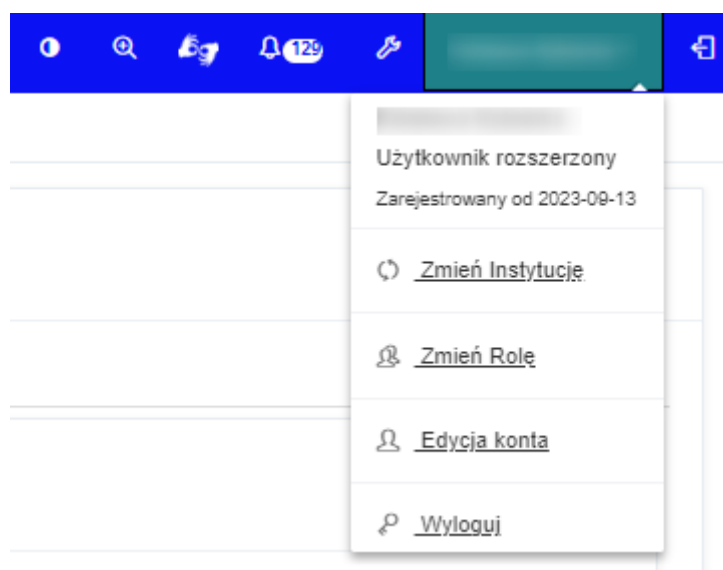 129
Użytkownik rozszerzony
Zarejestrowany od 2023-09-13
Zmień Instytucję
Zmień Rolę
Edycja konta
Wyloguj